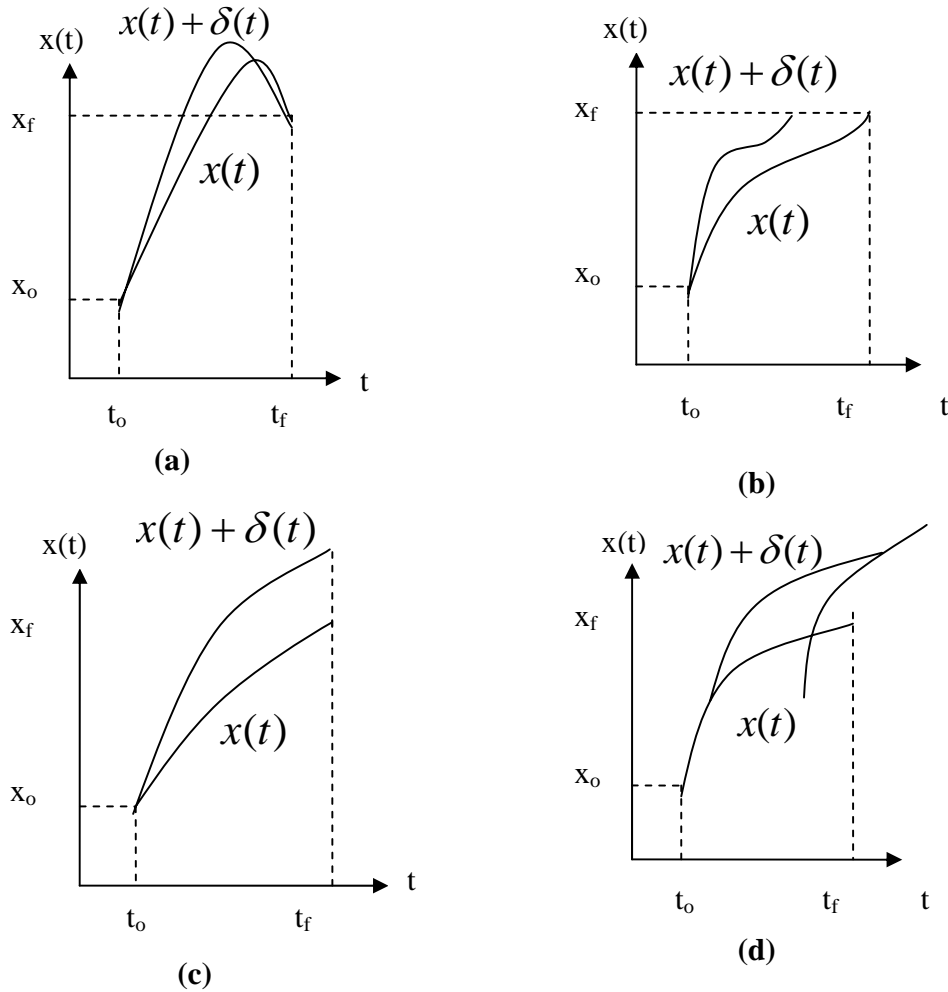 x(t)
x(t) + δ(t)
x_f
x(t)
x_o
t
t_o
t_f
(a)
x(t)
x(t) + δ(t)
x_f
x(t)
x_o
t_o
t_f
t
(b)
x(t) + δ(t)
x(t)
x_f
x(t)
x_o
t
t_o
t_f
(c)
x(t)
x(t) + δ(t)
x_f
x(t)
x_o
t_o
t_f
t
(d)